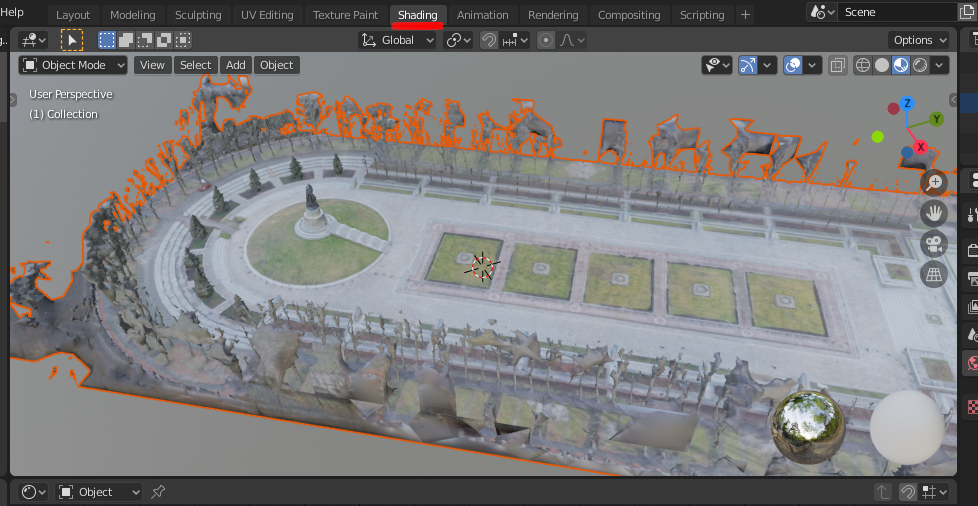 Help Layout Modeling Sculpting UV Editing Texture Paint Shading Animation Rendering Compositing Scripting + Scene
Global Options
Object Mode View Select Add Object
User Perspective
(1) Collection
Z
Y
X
Object